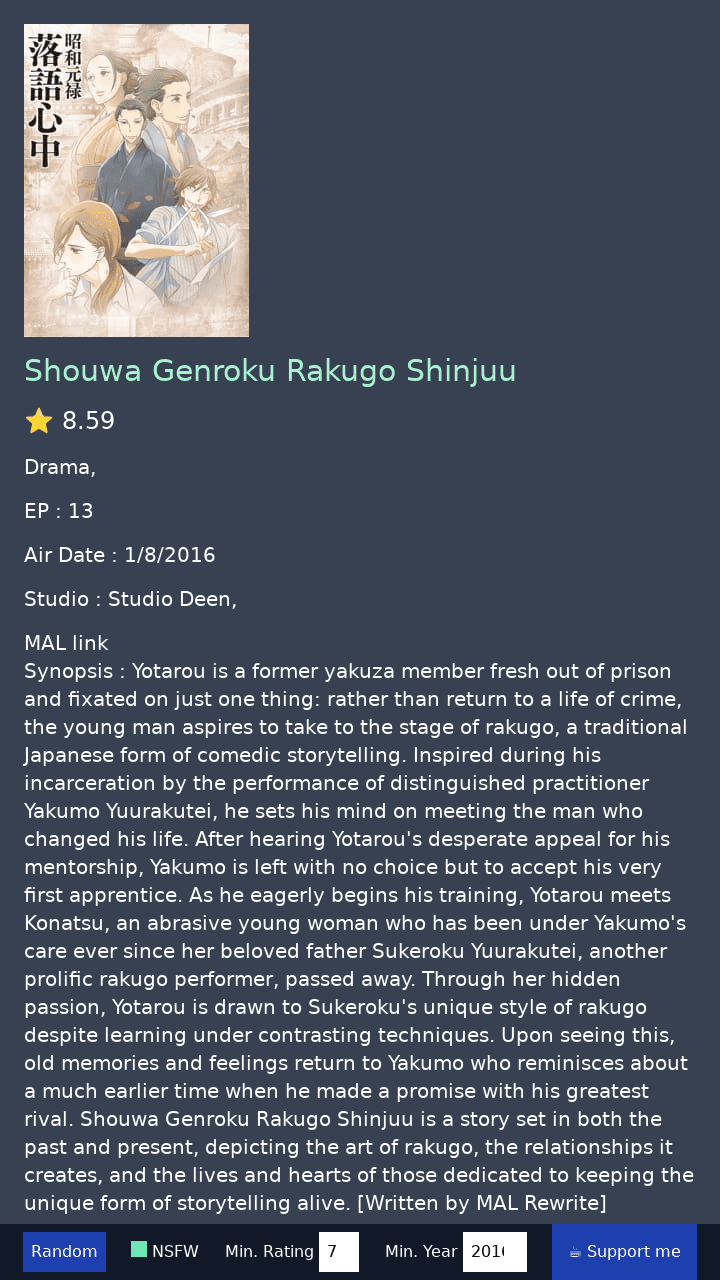 昭和元禄
落語心中
Shouwa Genroku Rakugo Shinjuu
⭐ 8.59
Drama,
EP : 13
Air Date : 1/8/2016
Studio : Studio Deen,
MAL link
Synopsis : Yotarou is a former yakuza member fresh out of prison
and fixated on just one thing: rather than return to a life of crime,
the young man aspires to take to the stage of rakugo, a traditional
Japanese form of comedic storytelling. Inspired during his
incarceration by the performance of distinguished practitioner
Yakumo Yuurakutei, he sets his mind on meeting the man who
changed his life. After hearing Yotarou's desperate appeal for his
mentorship, Yakumo is left with no choice but to accept his very
first apprentice. As he eagerly begins his training, Yotarou meets
Konatsu, an abrasive young woman who has been under Yakumo's
care ever since her beloved father Sukeroku Yuurakutei, another
prolific rakugo performer, passed away. Through her hidden
passion, Yotarou is drawn to Sukeroku's unique style of rakugo
despite learning under contrasting techniques. Upon seeing this,
old memories and feelings return to Yakumo who reminisces about
a much earlier time when he made a promise with his greatest
rival. Shouwa Genroku Rakugo Shinjuu is a story set in both the
past and present, depicting the art of rakugo, the relationships it
creates, and the lives and hearts of those dedicated to keeping the
unique form of storytelling alive. [Written by MAL Rewrite]
Random NSFW Min. Rating 7 Min. Year 2016 ☕ Support me